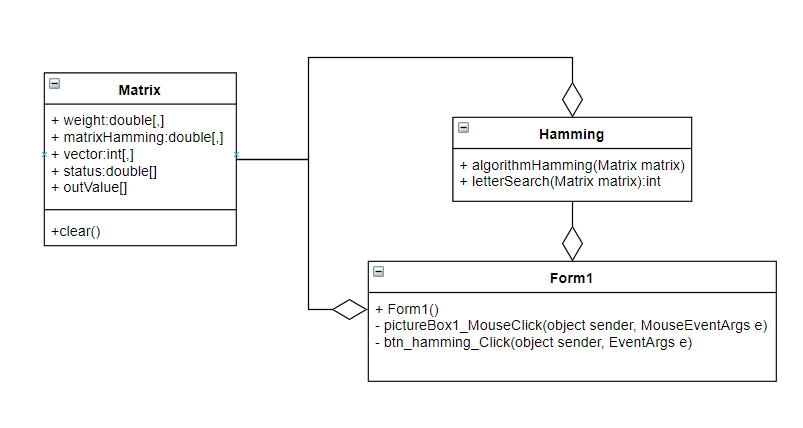 Matrix
+ weight:double[,]
+ matrixHamming:double[,]
+ vector:int[,]
+ status:double[]
+ outValue[]
+clear()
Hamming
+ algorithmHamming(Matrix matrix)
+ letterSearch(Matrix matrix):int
Form1
+ Form1()
- pictureBox1_MouseClick(object sender, MouseEventArgs e)
- btn_hamming_Click(object sender, EventArgs e)